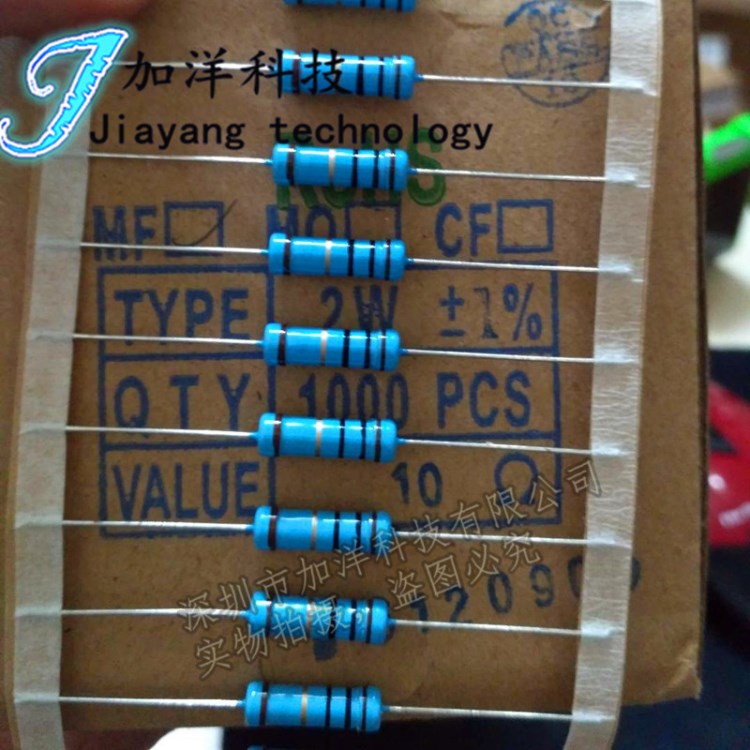 加洋科技
Jiayang technology
RoHS
MF MO CF
TYPE 2W ±1%
QTY 1000 PCS
VALUE 10 Ω
深圳市加洋科技有限公司
实物拍摄，盗图必究